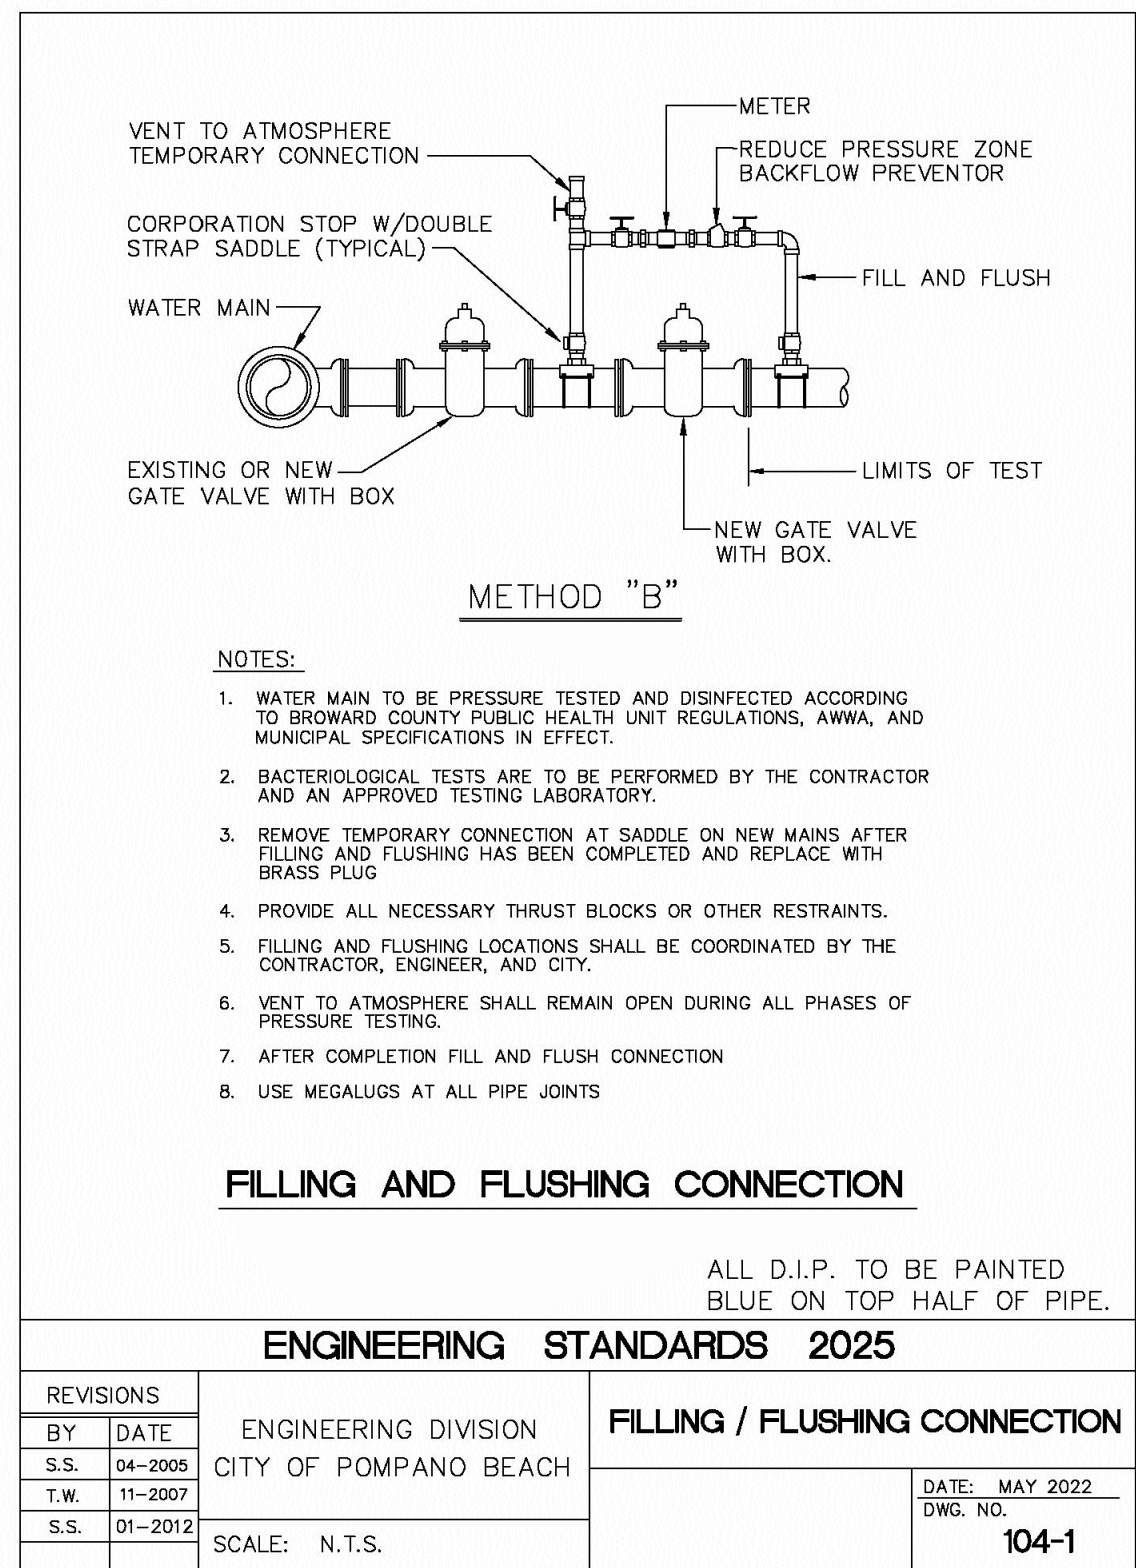 METER
VENT TO ATMOSPHERE
TEMPORARY CONNECTION
REDUCE PRESSURE ZONE
BACKFLOW PREVENTOR
CORPORATION STOP W/DOUBLE
STRAP SADDLE (TYPICAL)
FILL AND FLUSH
WATER MAIN
EXISTING OR NEW
GATE VALVE WITH BOX
LIMITS OF TEST
NEW GATE VALVE
WITH BOX.
METHOD "B"
NOTES:
1. WATER MAIN TO BE PRESSURE TESTED AND DISINFECTED ACCORDING
TO BROWARD COUNTY PUBLIC HEALTH UNIT REGULATIONS, AWWA, AND
MUNICIPAL SPECIFICATIONS IN EFFECT.
2. BACTERIOLOGICAL TESTS ARE TO BE PERFORMED BY THE CONTRACTOR
AND AN APPROVED TESTING LABORATORY.
3. REMOVE TEMPORARY CONNECTION AT SADDLE ON NEW MAINS AFTER
FILLING AND FLUSHING HAS BEEN COMPLETED AND REPLACE WITH
BRASS PLUG
4. PROVIDE ALL NECESSARY THRUST BLOCKS OR OTHER RESTRAINTS.
5. FILLING AND FLUSHING LOCATIONS SHALL BE COORDINATED BY THE
CONTRACTOR, ENGINEER, AND CITY.
6. VENT TO ATMOSPHERE SHALL REMAIN OPEN DURING ALL PHASES OF
PRESSURE TESTING.
7. AFTER COMPLETION FILL AND FLUSH CONNECTION
8. USE MEGALUGS AT ALL PIPE JOINTS
FILLING AND FLUSHING CONNECTION
ALL D.I.P. TO BE PAINTED
BLUE ON TOP HALF OF PIPE.
ENGINEERING STANDARDS 2025
REVISIONS
BY DATE
S.S. 04-2005
T.W. 11-2007
S.S. 01-2012
ENGINEERING DIVISION
CITY OF POMPANO BEACH
SCALE: N.T.S.
FILLING / FLUSHING CONNECTION
DATE: MAY 2022
DWG. NO.
104-1